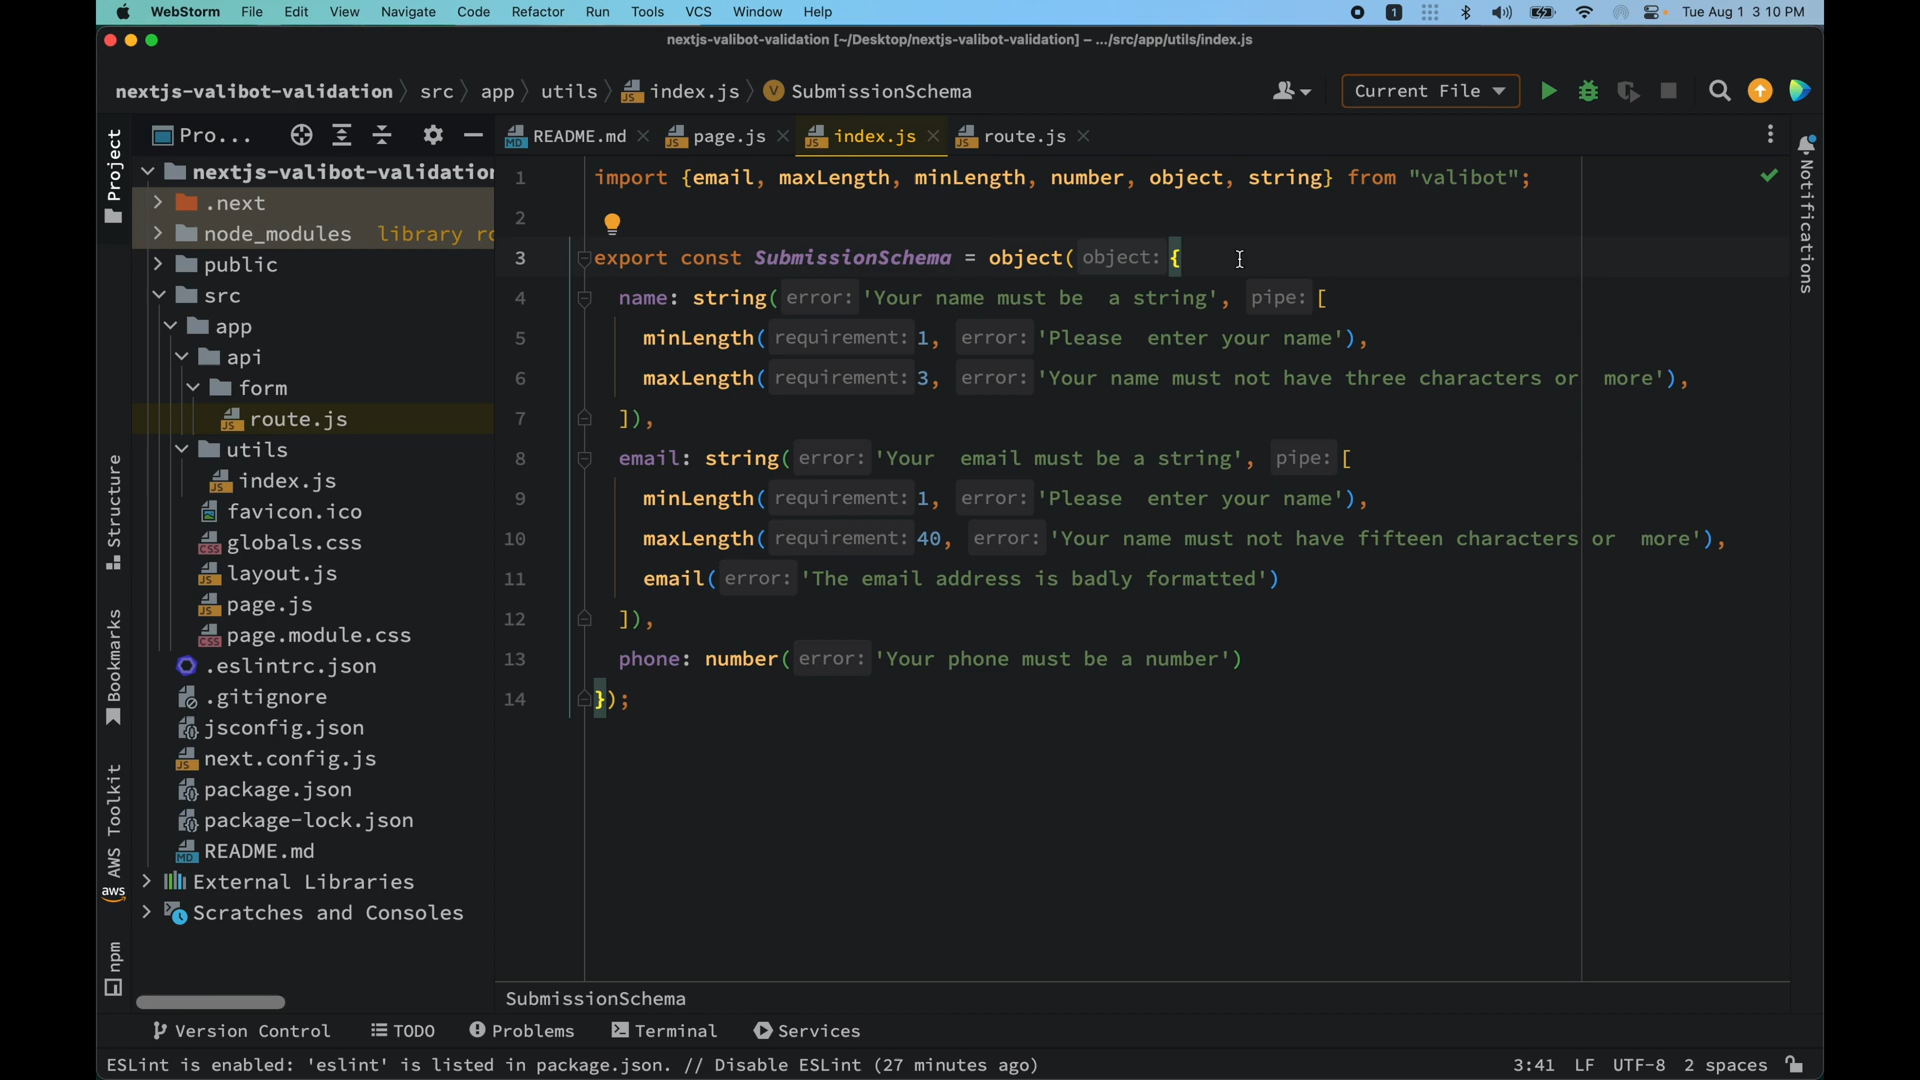 WebStorm File Edit View Navigate Code Refactor Run Tools VCS Window Help 1 Tue Aug 1 3 10 PM
nextjs-valibot-validation [~/Desktop/nextjs-valibot-validation] – .../src/app/utils/index.js
nextjs-valibot-validation src app utils index.js V SubmissionSchema Current File
Project
Pro... README.md page.js index.js route.js
nextjs-valibot-validation
.next
node_modules library ro
public
src
app
api
form
route.js
utils
index.js
favicon.ico
globals.css
layout.js
page.js
page.module.css
.eslintrc.json
.gitignore
jsconfig.json
next.config.js
package.json
package-lock.json
README.md
External Libraries
Scratches and Consoles
Structure
Bookmarks
AWS Toolkit
aws
npm
Notifications
1 import {email, maxLength, minLength, number, object, string} from "valibot";
2
3 export const SubmissionSchema = object( object: {
4 name: string( error: 'Your name must be  a string', pipe: [
5 minLength( requirement: 1, error: 'Please  enter your name'),
6 maxLength( requirement: 3, error: 'Your name must not have three characters or  more'),
7 ]),
8 email: string( error: 'Your  email must be a string', pipe: [
9 minLength( requirement: 1, error: 'Please  enter your name'),
10 maxLength( requirement: 40, error: 'Your name must not have fifteen characters or  more'),
11 email( error: 'The email address is badly formatted')
12 ]),
13 phone: number( error: 'Your phone must be a number')
14 });
SubmissionSchema
Version Control TODO Problems Terminal Services
ESLint is enabled: 'eslint' is listed in package.json. // Disable ESLint (27 minutes ago) 3:41 LF UTF-8 2 spaces